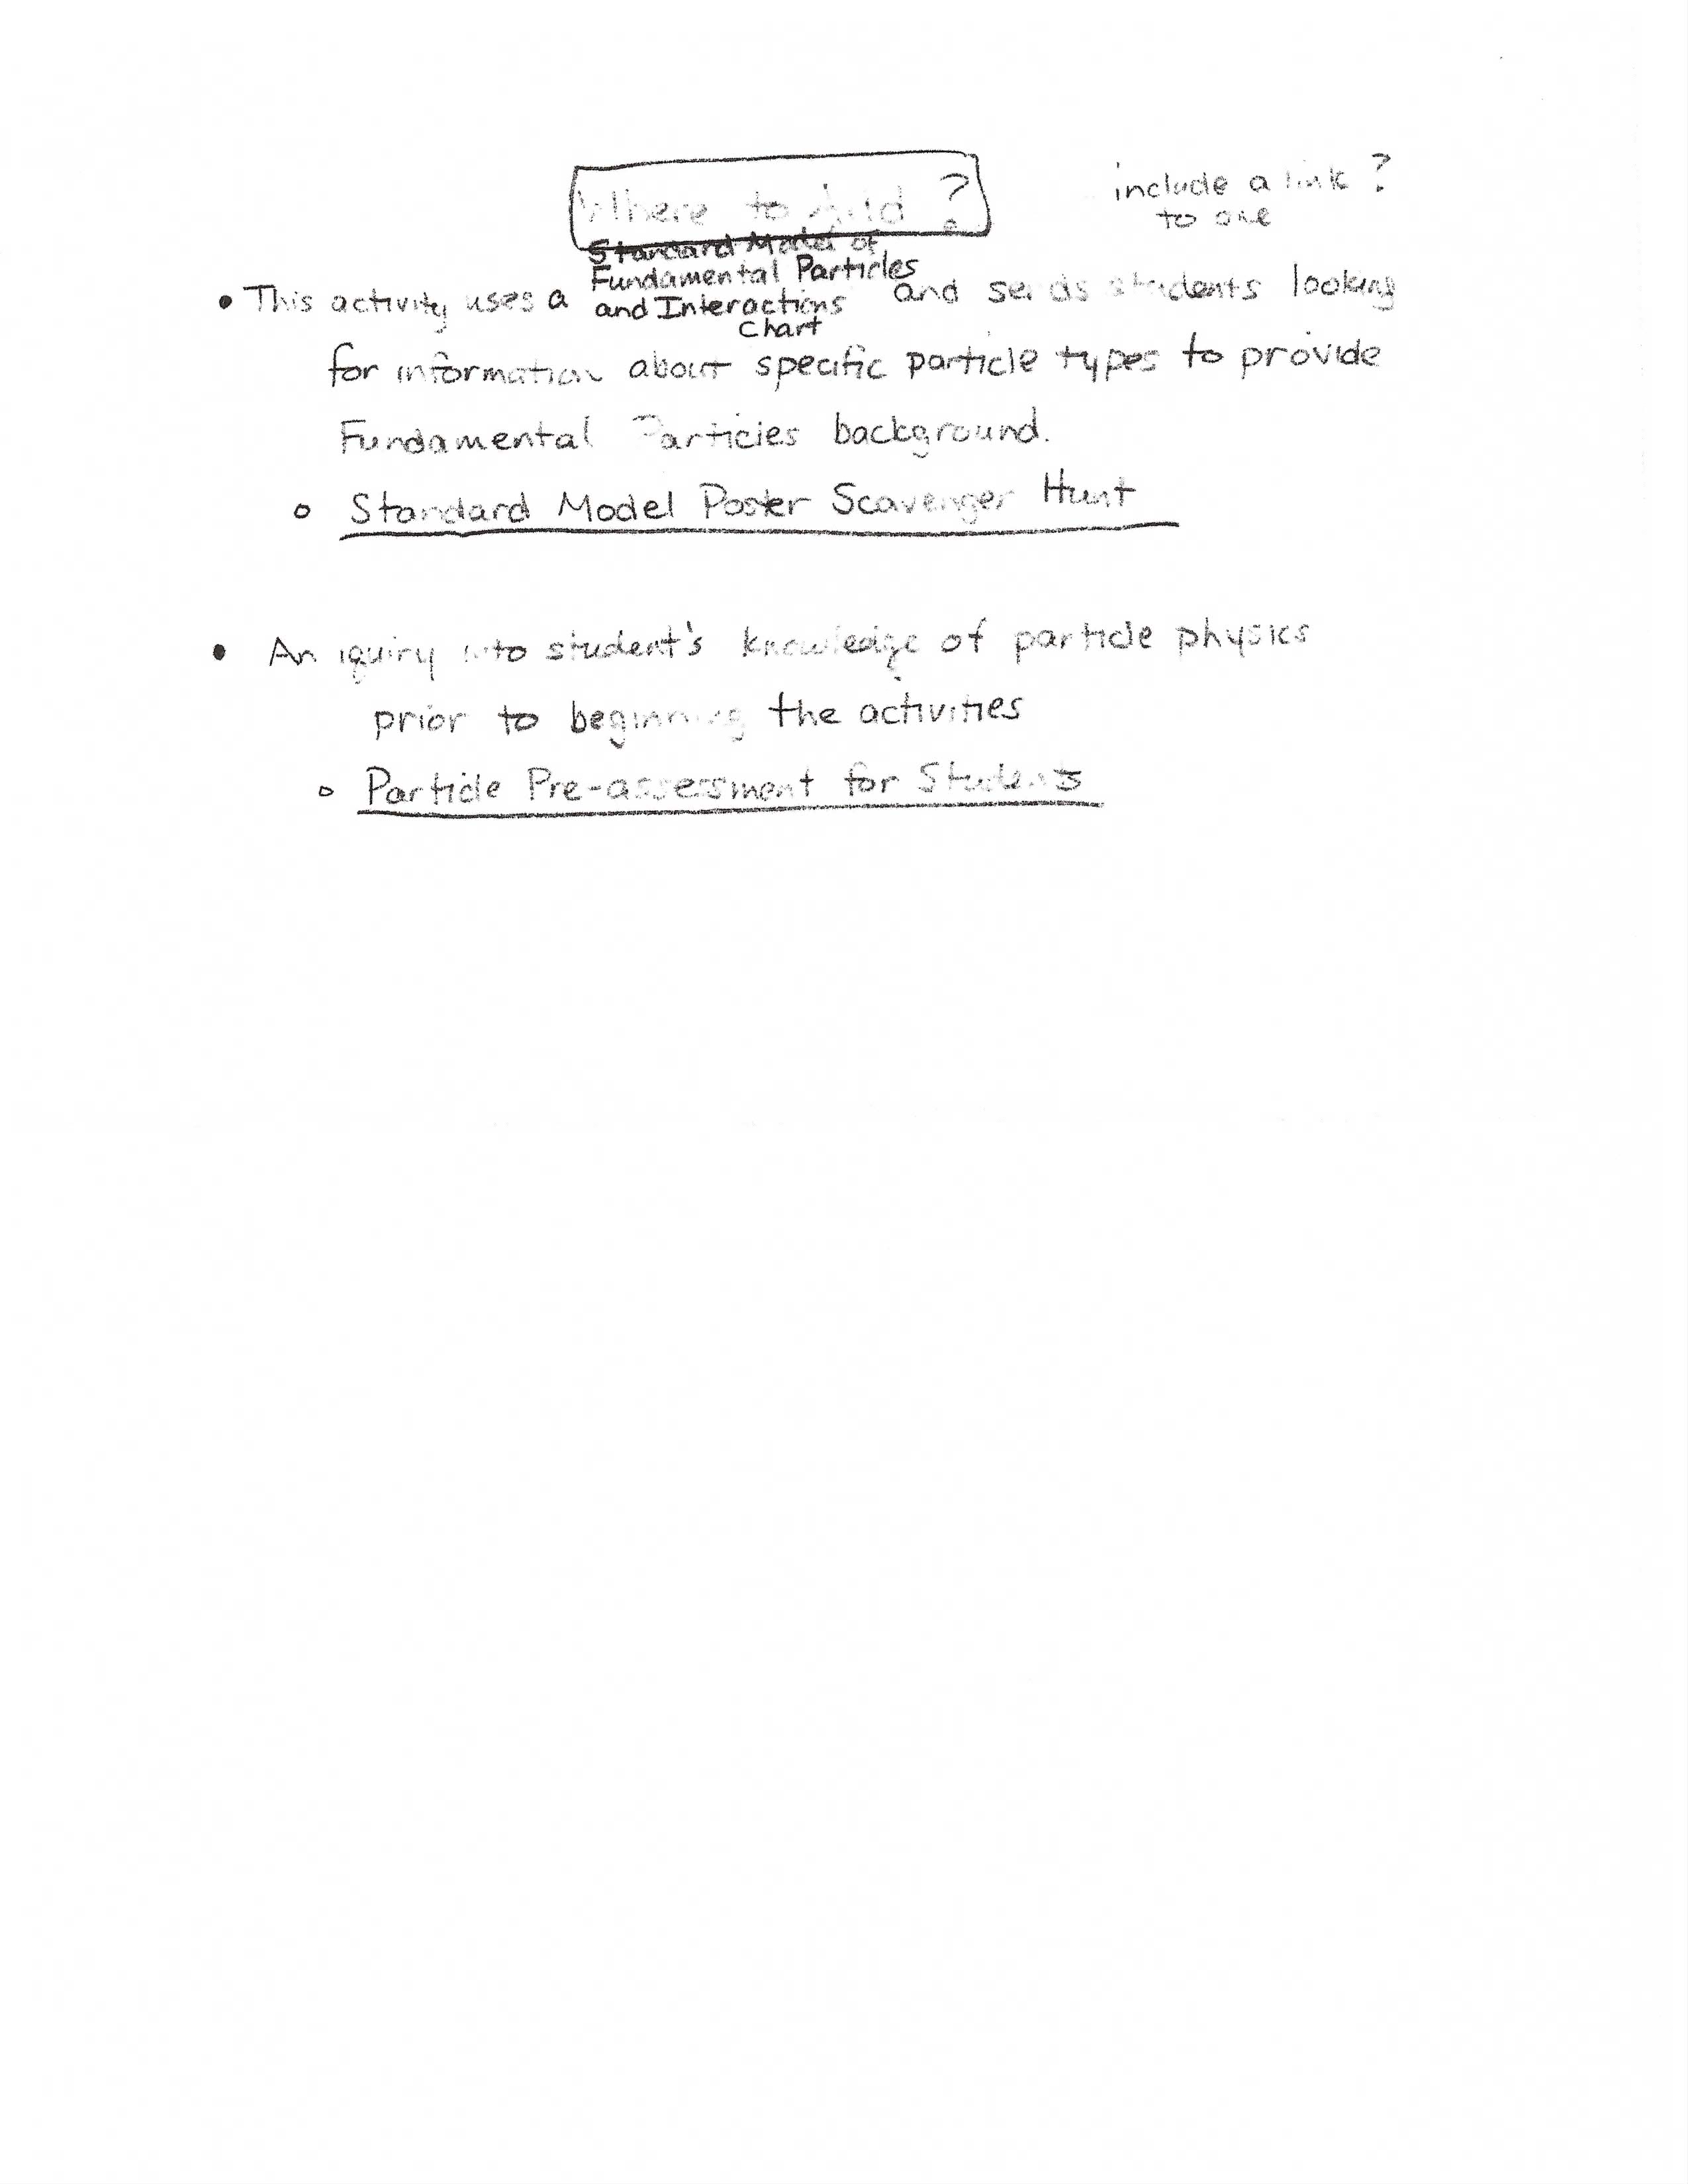 Where to Add ?
include a link ?
to one
Standard Model of
Fundamental Particles
• This activity uses a and Interactions and sends students looking
Chart
for information about specific particle types to provide
Fundamental Particles background.
o Standard Model Poster Scavenger Hunt
• An iquiry into student's knowledge of particle physics
prior to beginning the activities
o Particle Pre-assessment for Students